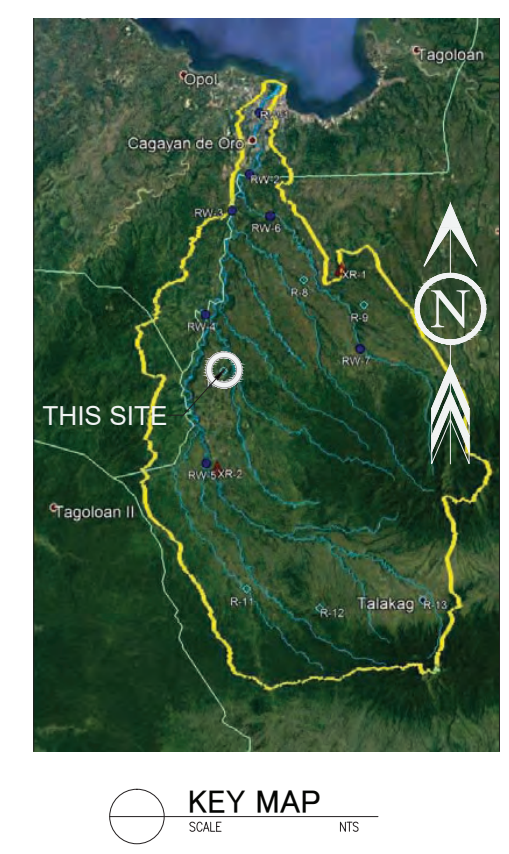 Tagoloan
Opol
Cagayan de Oro
RW-2
RW-3
RW-6
XR-1
R-8
R-9
N
RW-4
RW-7
THIS SITE
RW-5
XR-2
Tagoloan II
R-11
R-12
Talakag
R-13
KEY MAP
SCALE
NTS